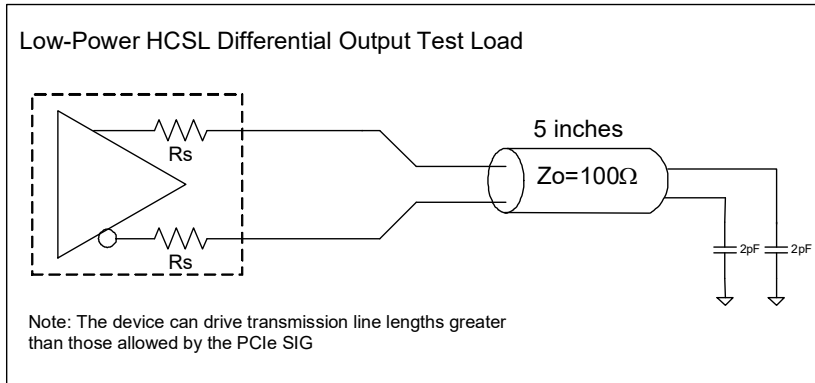 Low-Power HCSL Differential Output Test Load
Rs
Rs
5 inches
Zo=100Ω
2pF
2pF
Note: The device can drive transmission line lengths greater
than those allowed by the PCIe SIG